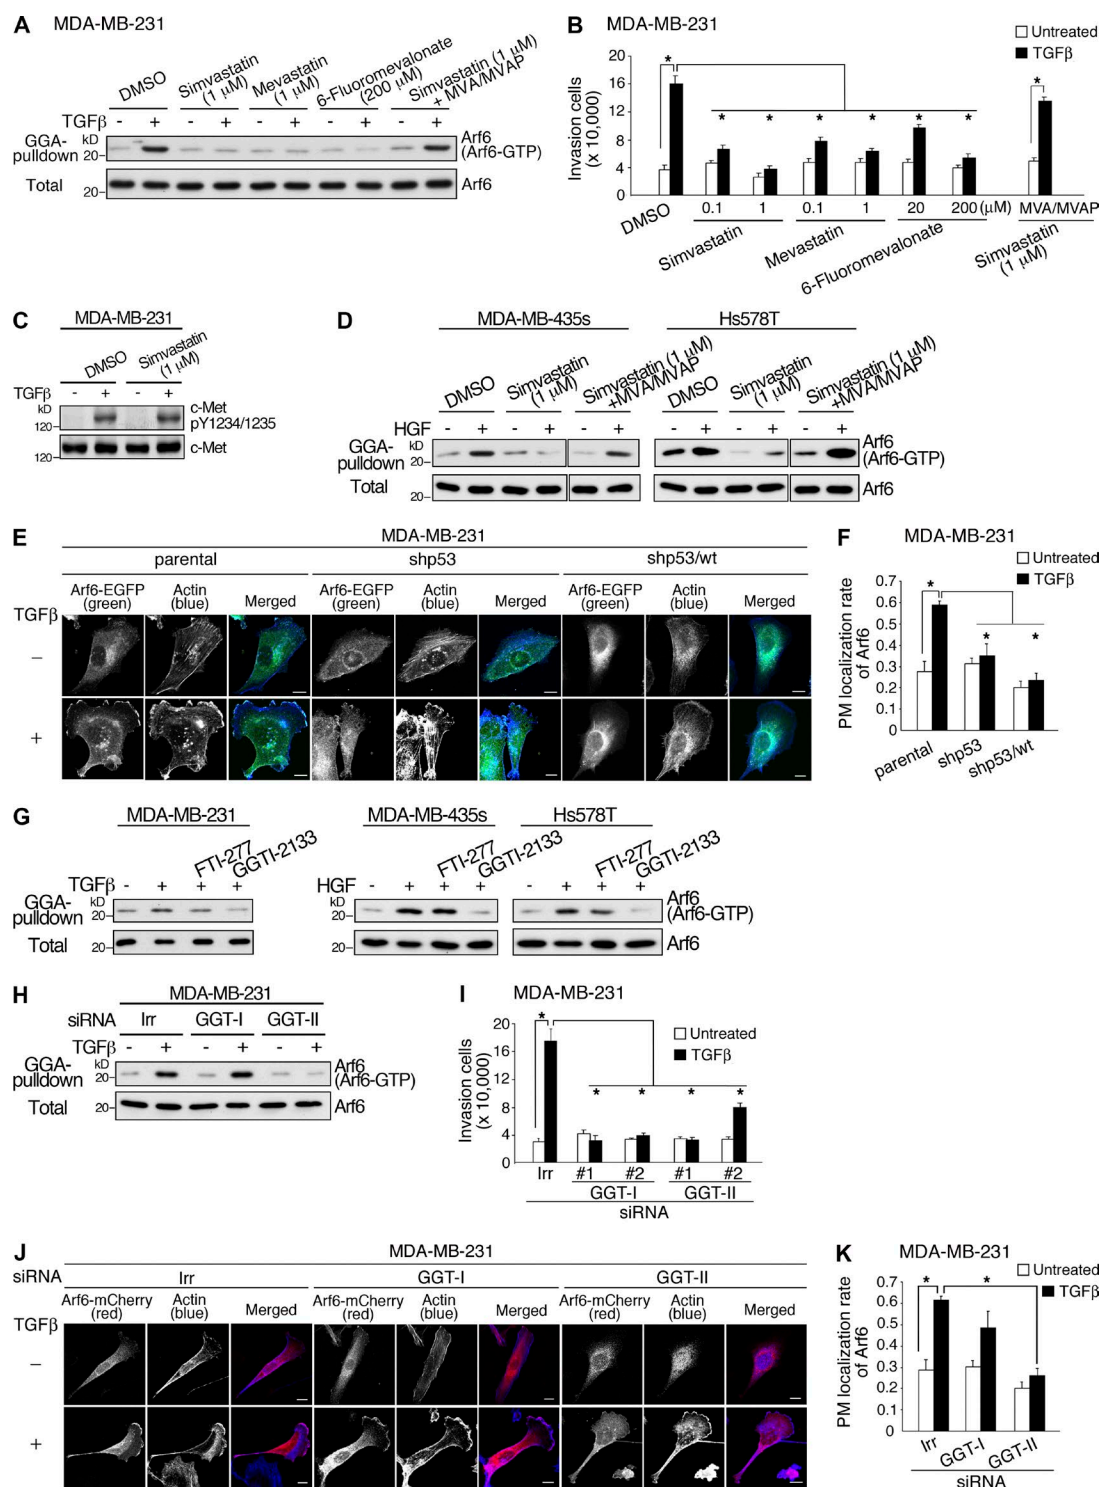 A MDA-MB-231
DMSO
Simvastatin (1 μM)
Mevastatin (1 μM)
6-Fluoromevalonate (200 μM)
Simvastatin (1 μM) + MVA/MVAP
TGFβ - + - + - + - + - +
GGA-pulldown
kD
20
Arf6 (Arf6-GTP)
Total
20
Arf6
B MDA-MB-231
Untreated
TGFβ
Invasion cells (x 10,000)
20
16
12
8
4
0
*
* * * * * *
*
DMSO
0.1 1 0.1 1 20 200 (μM) MVA/MVAP
Simvastatin
Mevastatin
6-Fluoromevalonate
Simvastatin (1 μM)
C MDA-MB-231
DMSO
Simvastatin (1 μM)
TGFβ - + - +
kD
120
c-Met pY1234/1235
120
c-Met
D MDA-MB-435s Hs578T
DMSO
Simvastatin (1 μM)
Simvastatin (1 μM) +MVA/MVAP
DMSO
Simvastatin (1 μM)
Simvastatin (1 μM) +MVA/MVAP
HGF - + - + - + - + - + - +
GGA-pulldown
kD
20
Arf6 (Arf6-GTP)
Total
20
Arf6
E MDA-MB-231
parental shp53 shp53/wt
Arf6-EGFP (green) Actin (blue) Merged Arf6-EGFP (green) Actin (blue) Merged Arf6-EGFP (green) Actin (blue) Merged
TGFβ
−
+
F MDA-MB-231
Untreated
TGFβ
PM localization rate of Arf6
0.7
0.6
0.5
0.4
0.3
0.2
0
*
* *
parental
shp53
shp53/wt
G MDA-MB-231 MDA-MB-435s Hs578T
FTI-277
GGTI-2133
FTI-277
GGTI-2133
FTI-277
GGTI-2133
TGFβ - + + +
HGF - + + + - + + +
GGA-pulldown
kD
20
kD
20
Arf6 (Arf6-GTP)
Total
20
20
Arf6
H MDA-MB-231
siRNA Irr GGT-I GGT-II
TGFβ - + - + - +
GGA-pulldown
kD
20
Arf6 (Arf6-GTP)
Total
20
Arf6
I MDA-MB-231
Untreated
TGFβ
Invasion cells (x 10,000)
20
16
12
8
4
0
*
* * * *
Irr #1 #2 #1 #2
GGT-I GGT-II
siRNA
J MDA-MB-231
siRNA Irr GGT-I GGT-II
Arf6-mCherry (red) Actin (blue) Merged Arf6-mCherry (red) Actin (blue) Merged Arf6-mCherry (red) Actin (blue) Merged
TGFβ
−
+
K MDA-MB-231
Untreated
TGFβ
PM localization rate of Arf6
0.7
0.6
0.5
0.4
0.3
0.2
0
* *
Irr
GGT-I
GGT-II
siRNA